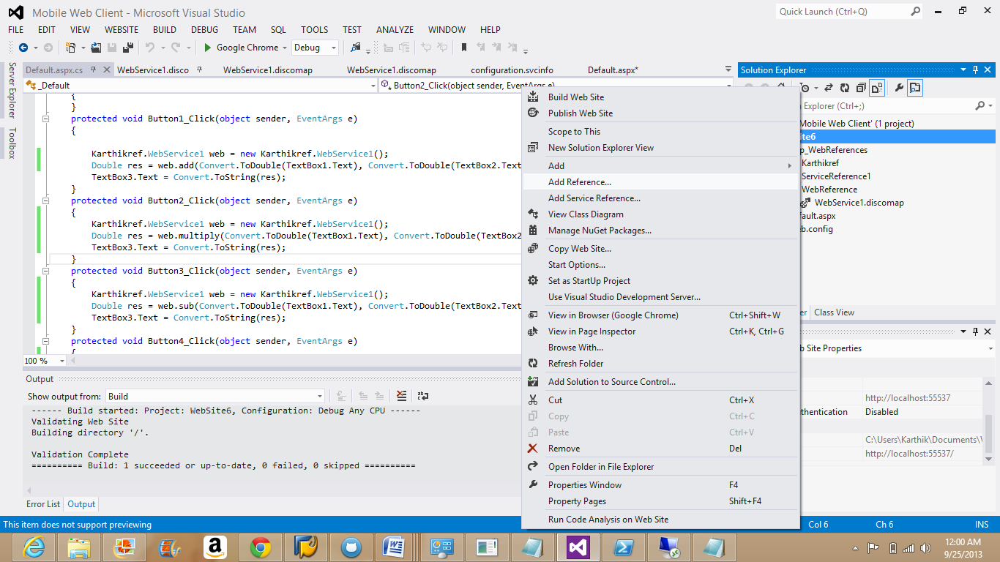 Mobile Web Client - Microsoft Visual Studio
Quick Launch (Ctrl+Q)
FILE EDIT VIEW WEBSITE BUILD DEBUG TEAM SQL TOOLS TEST ANALYZE WINDOW HELP
Google Chrome Debug
Server Explorer
Toolbox
Default.aspx.cs WebService1.disco WebService1.discomap WebService1.discomap configuration.svcinfo Default.aspx*
_Default Button2_Click(object sender, EventArgs e)
{
}
protected void Button1_Click(object sender, EventArgs e)
{
Karthikref.WebService1 web = new Karthikref.WebService1();
Double res = web.add(Convert.ToDouble(TextBox1.Text), Convert.ToDouble(TextBox2.Text
TextBox3.Text = Convert.ToString(res);
}
protected void Button2_Click(object sender, EventArgs e)
{
Karthikref.WebService1 web = new Karthikref.WebService1();
Double res = web.multiply(Convert.ToDouble(TextBox1.Text), Convert.ToDouble(TextBox2
TextBox3.Text = Convert.ToString(res);
}
protected void Button3_Click(object sender, EventArgs e)
{
Karthikref.WebService1 web = new Karthikref.WebService1();
Double res = web.sub(Convert.ToDouble(TextBox1.Text), Convert.ToDouble(TextBox2.Text
TextBox3.Text = Convert.ToString(res);
}
protected void Button4_Click(object sender, EventArgs e)
{
100 %
Output
Show output from: Build
------ Build started: Project: WebSite6, Configuration: Debug Any CPU ------
Validating Web Site
Building directory '/'.
Validation Complete
========== Build: 1 succeeded or up-to-date, 0 failed, 0 skipped ==========
Error List Output
This item does not support previewing
Build Web Site
Publish Web Site
Scope to This
New Solution Explorer View
Add
Add Reference...
Add Service Reference...
View Class Diagram
Manage NuGet Packages...
Copy Web Site...
Start Options...
Set as StartUp Project
Use Visual Studio Development Server...
View in Browser (Google Chrome) Ctrl+Shift+W
View in Page Inspector Ctrl+K, Ctrl+G
Browse With...
Refresh Folder
Add Solution to Source Control...
Cut Ctrl+X
Copy Ctrl+C
Paste Ctrl+V
Remove Del
Open Folder in File Explorer
Properties Window F4
Property Pages Shift+F4
Run Code Analysis on Web Site
Solution Explorer
Explorer (Ctrl+;)
Mobile Web Client' (1 project)
ite6
p_WebReferences
Karthikref
ServiceReference1
WebReference
WebService1.discomap
fault.aspx
b.config
er Class View
b Site Properties
http://localhost:55537
thentication Disabled
C:\Users\Karthik\Documents\V
http://localhost:55537/
Col 6 Ch 6 INS
12:00 AM
9/25/2013